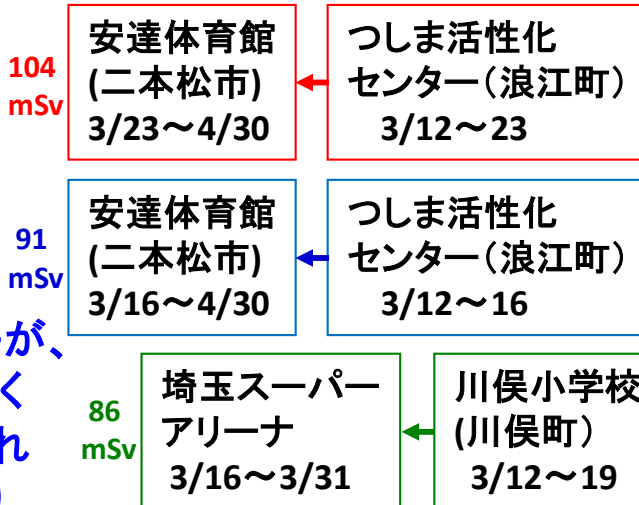 104
mSv
安達体育館
(二本松市)
3/23～4/30
つしま活性化
センター（浪江町）
3/12～23
91
mSv
安達体育館
(二本松市)
3/16～4/30
つしま活性化
センター（浪江町）
3/12～16
が、
く
れ
86
mSv
埼玉スーパー
アリーナ
3/16～3/31
川俣小学校
(川俣町）
3/12～19